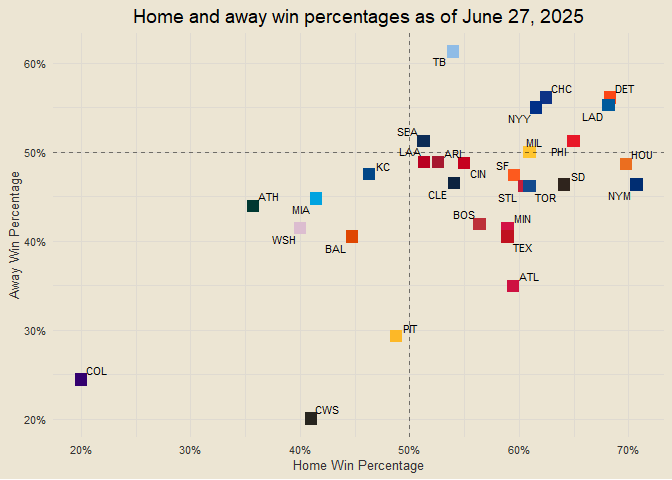 Home and away win percentages as of June 27, 2025
Away Win Percentage
60%
50%
40%
30%
20%
TB
CHC
DET
NYY
LAD
SEA
MIL
PHI
LAA
ARI
HOU
KC
CIN
SF
SD
CLE
STL
TOR
NYM
ATH
MIA
BOS
MIN
WSH
BAL
TEX
ATL
PIT
COL
CWS
20%
30%
40%
50%
60%
70%
Home Win Percentage